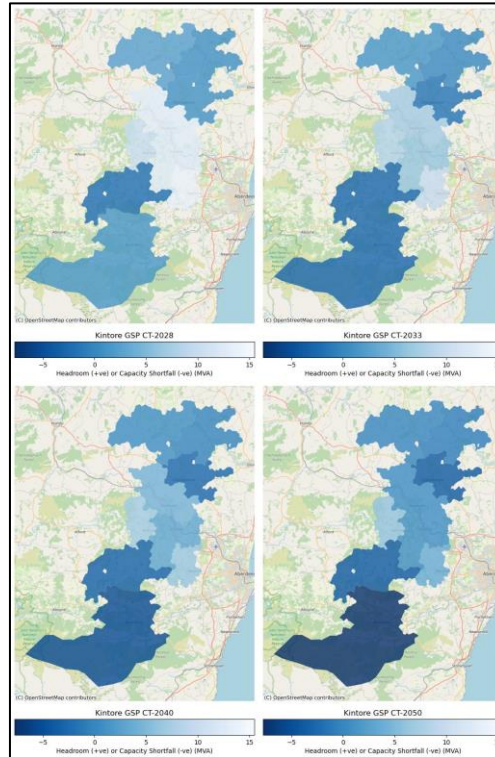 (C) OpenStreetMap contributors
Kintore GSP CT-2028
-5 0 5 10 15
Headroom (+ve) or Capacity Shortfall (-ve) (MVA)
(C) OpenStreetMap contributors
Kintore GSP CT-2033
-5 0 5 10
Headroom (+ve) or Capacity Shortfall (-ve) (MVA)
(C) OpenStreetMap contributors
Kintore GSP CT-2040
-5 0 5 10 15
Headroom (+ve) or Capacity Shortfall (-ve) (MVA)
(C) OpenStreetMap contributors
Kintore GSP CT-2050
-5 0 5 10
Headroom (+ve) or Capacity Shortfall (-ve) (MVA)